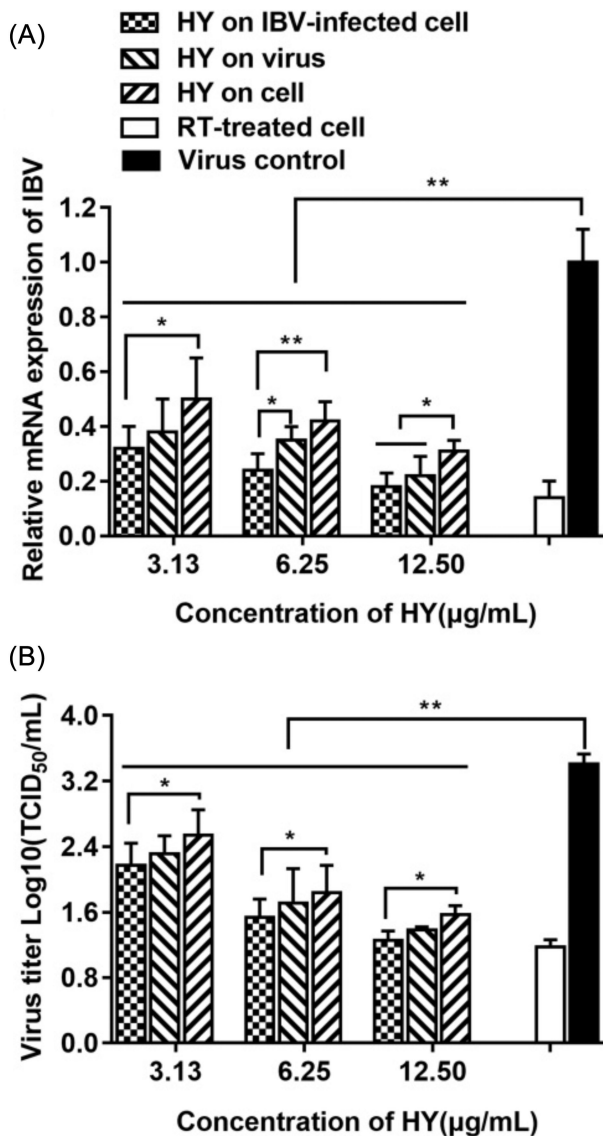 (A)
HY on IBV-infected cell
HY on virus
HY on cell
RT-treated cell
Virus control
Relative mRNA expression of IBV
1.2
1.0
0.8
0.6
0.4
0.2
0.0
**
*
**
*
*
3.13 6.25 12.50
Concentration of HY(μg/mL)
(B)
Virus titer Log10(TCID50/mL)
4.0
3.2
2.4
1.6
0.8
0.0
**
*
*
*
3.13 6.25 12.50
Concentration of HY(μg/mL)